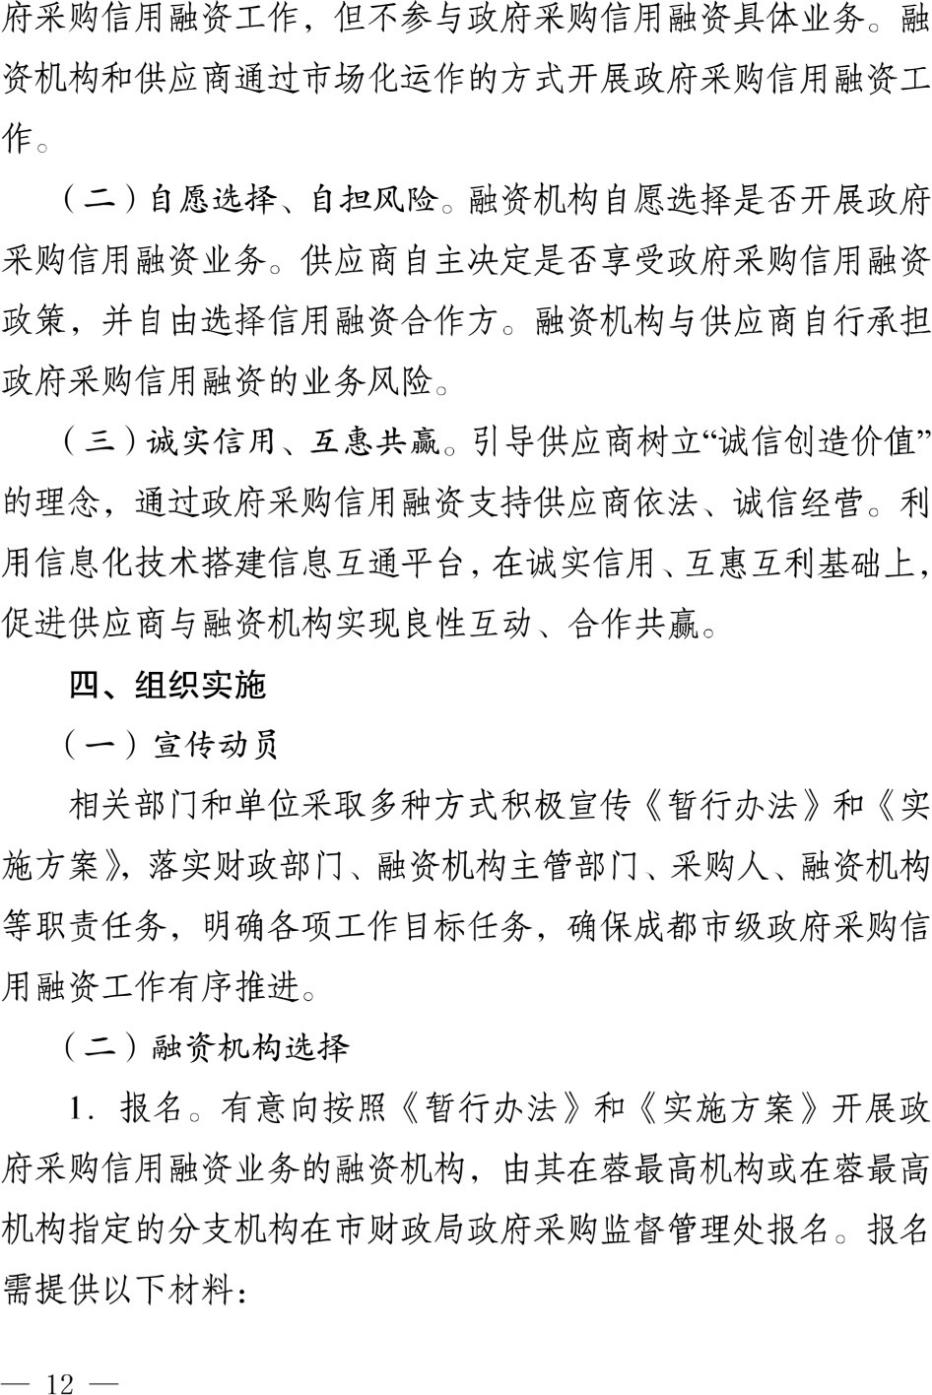 府采购信用融资工作，但不参与政府采购信用融资具体业务。融
资机构和供应商通过市场化运作的方式开展政府采购信用融资工
作。
（二）自愿选择、自担风险。融资机构自愿选择是否开展政府
采购信用融资业务。供应商自主决定是否享受政府采购信用融资
政策，并自由选择信用融资合作方。融资机构与供应商自行承担
政府采购信用融资的业务风险。
（三）诚实信用、互惠共赢。引导供应商树立“诚信创造价值”
的理念，通过政府采购信用融资支持供应商依法、诚信经营。利
用信息化技术搭建信息互通平台，在诚实信用、互惠互利基础上，
促进供应商与融资机构实现良性互动、合作共赢。
四、组织实施
（一）宣传动员
相关部门和单位采取多种方式积极宣传《暂行办法》和《实
施方案》，落实财政部门、融资机构主管部门、采购人、融资机构
等职责任务，明确各项工作目标任务，确保成都市级政府采购信
用融资工作有序推进。
（二）融资机构选择
1．报名。有意向按照《暂行办法》和《实施方案》开展政
府采购信用融资业务的融资机构，由其在蓉最高机构或在蓉最高
机构指定的分支机构在市财政局政府采购监督管理处报名。报名
需提供以下材料：
— 12 —